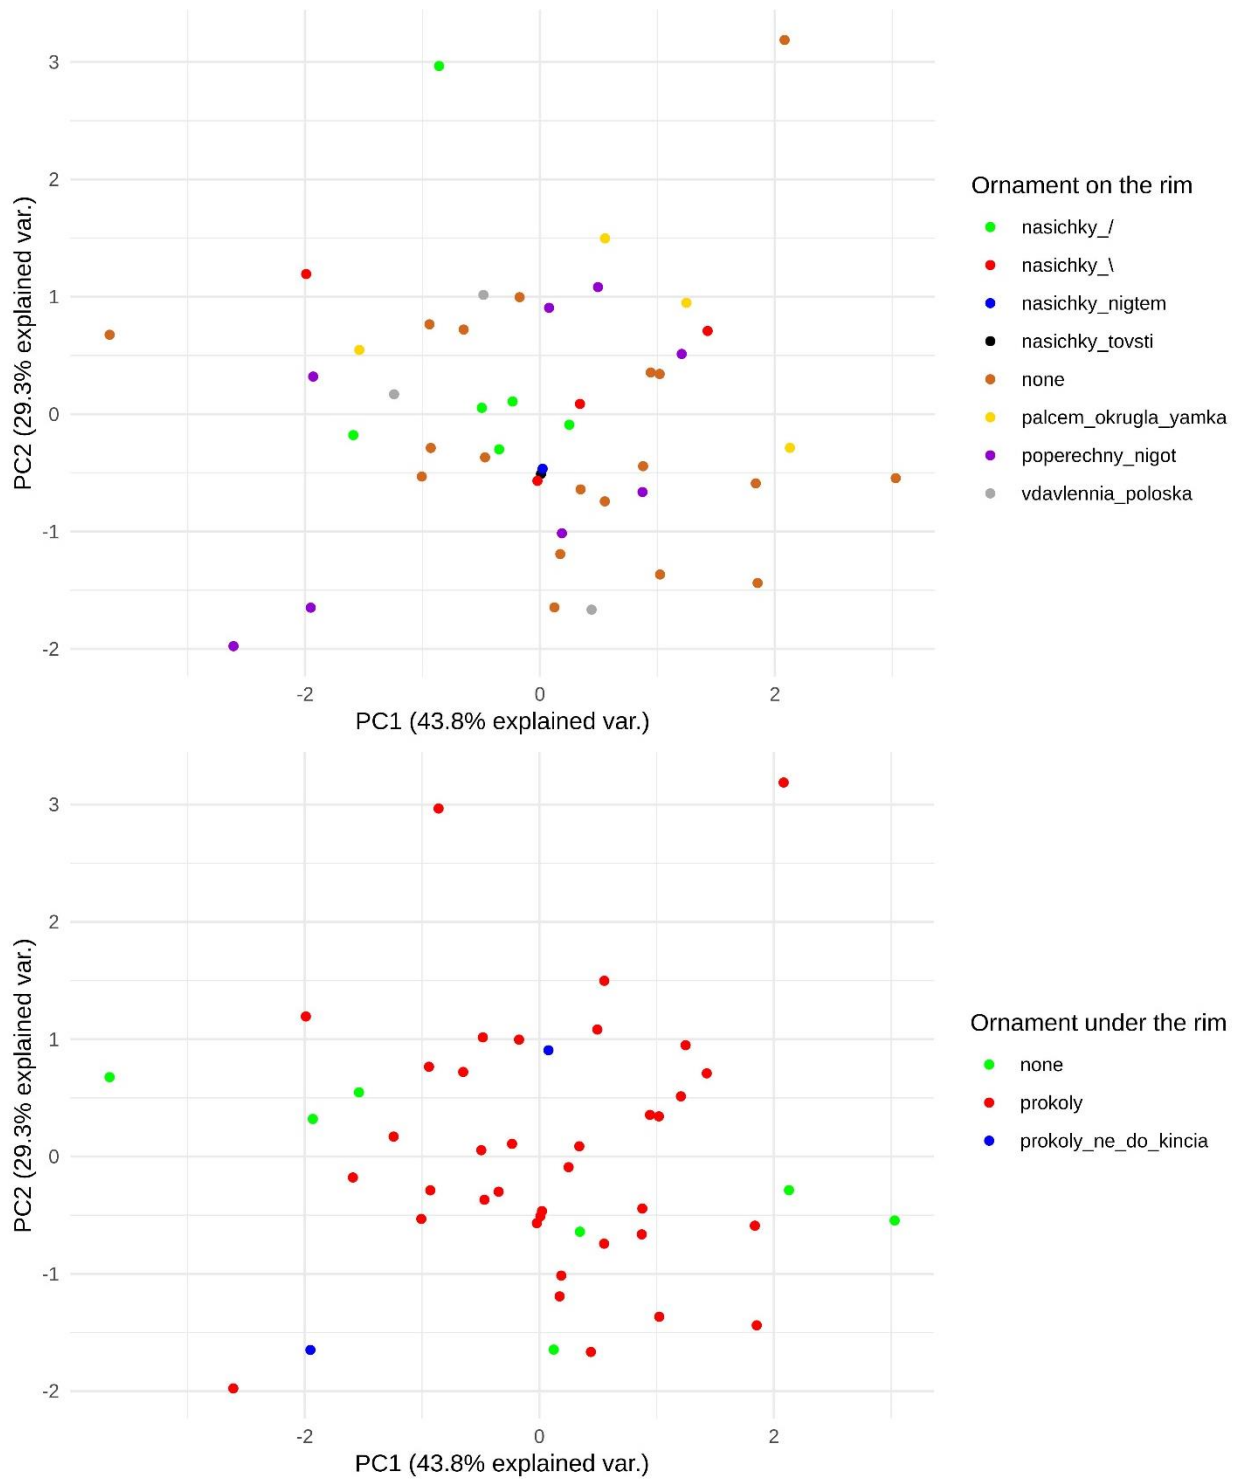 3
2
1
0
-1
-2
PC2 (29.3% explained var.)
-2
0
2
PC1 (43.8% explained var.)
Ornament on the rim
nasichky_/
nasichky_\
nasichky_nigtem
nasichky_tovsti
none
palcem_okrugla_yamka
poperechny_nigot
vdavlennia_poloska
3
2
1
0
-1
-2
PC2 (29.3% explained var.)
-2
0
2
PC1 (43.8% explained var.)
Ornament under the rim
none
prokoly
prokoly_ne_do_kincia